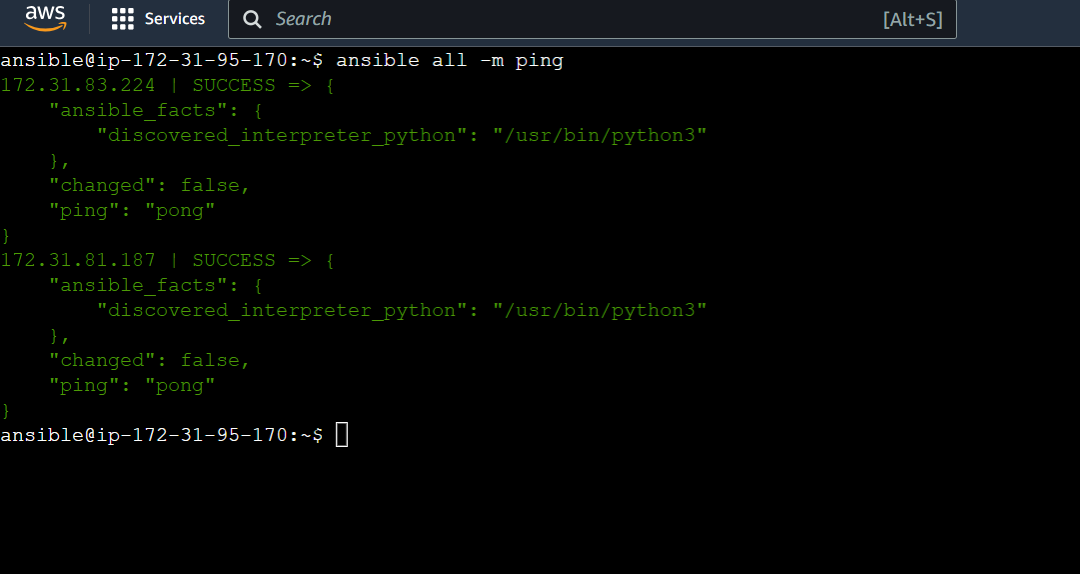 aws
Services
Search
[Alt+S]
ansible@ip-172-31-95-170:~$ ansible all -m ping
172.31.83.224 | SUCCESS => {
    "ansible_facts": {
        "discovered_interpreter_python": "/usr/bin/python3"
    },
    "changed": false,
    "ping": "pong"
}
172.31.81.187 | SUCCESS => {
    "ansible_facts": {
        "discovered_interpreter_python": "/usr/bin/python3"
    },
    "changed": false,
    "ping": "pong"
}
ansible@ip-172-31-95-170:~$